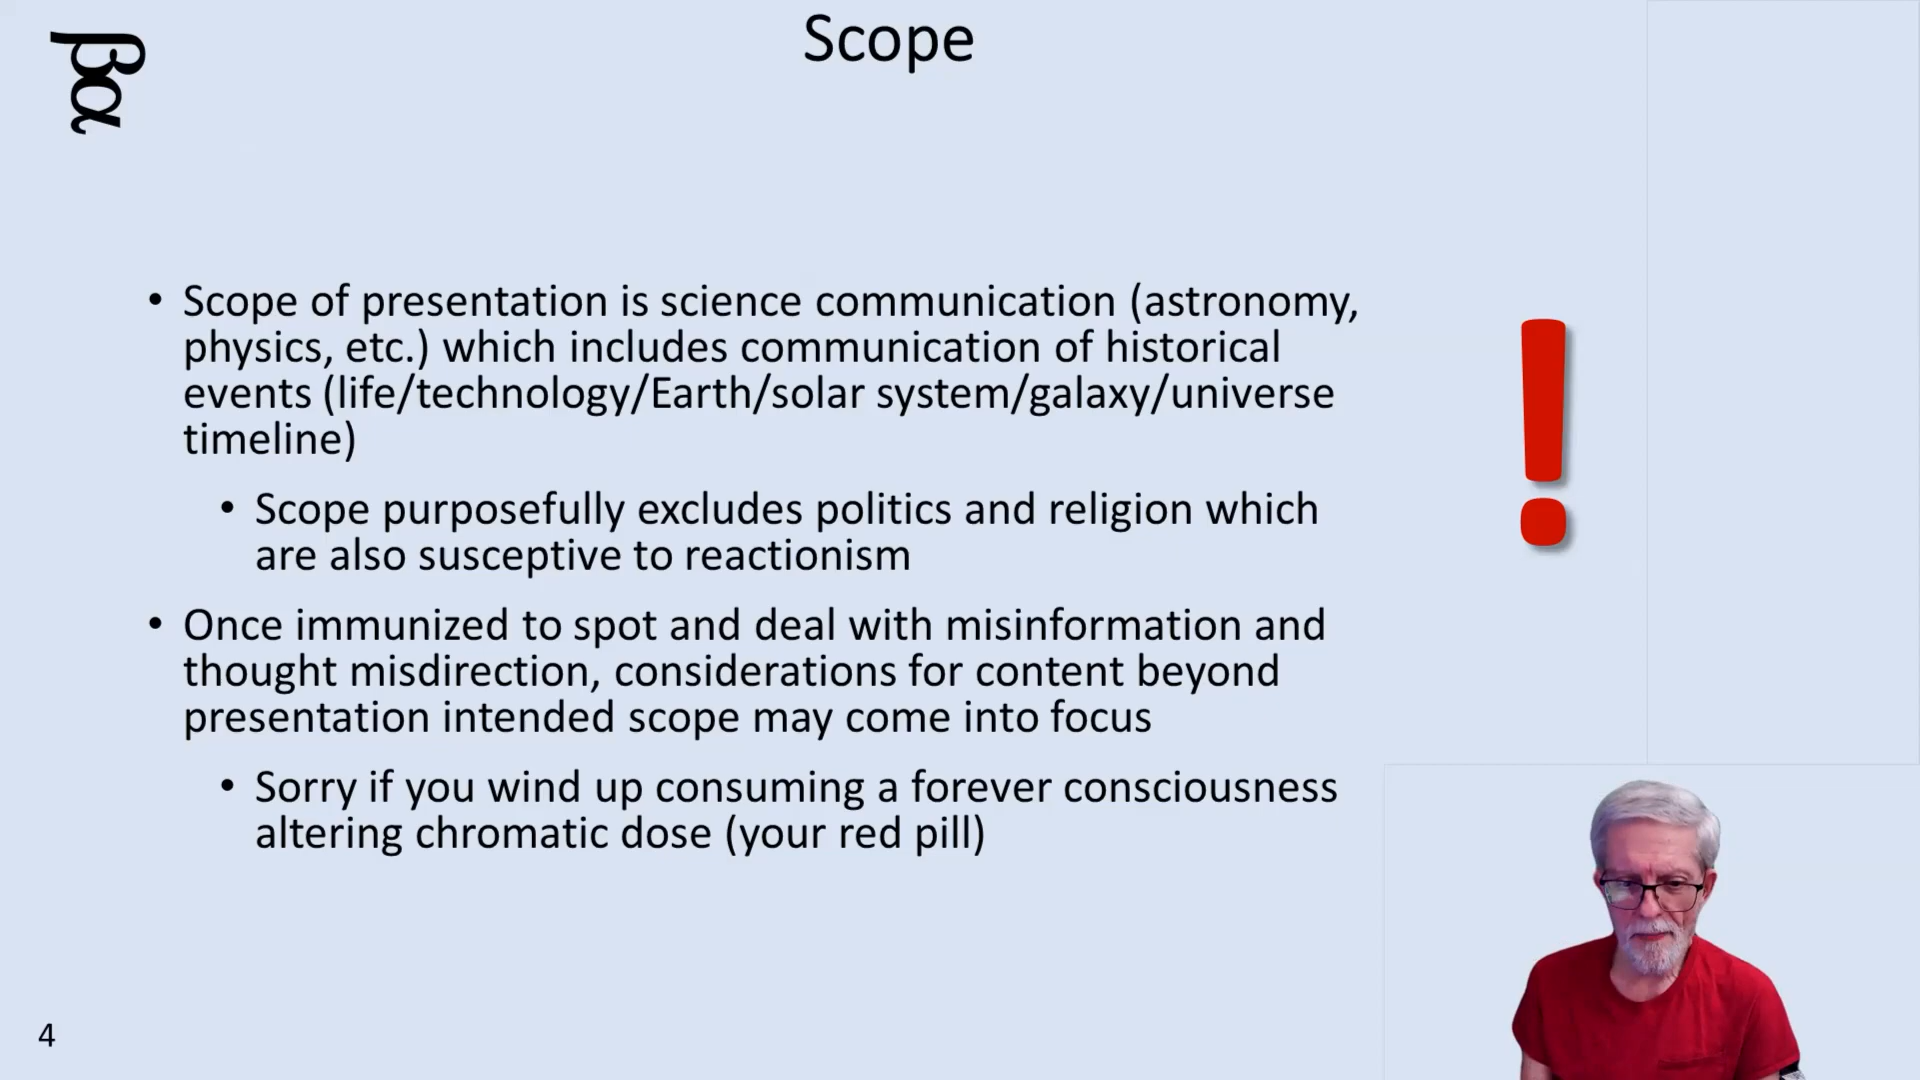 βα
Scope
• Scope of presentation is science communication (astronomy,
physics, etc.) which includes communication of historical
events (life/technology/Earth/solar system/galaxy/universe
timeline)
• Scope purposefully excludes politics and religion which
are also susceptive to reactionism
• Once immunized to spot and deal with misinformation and
thought misdirection, considerations for content beyond
presentation intended scope may come into focus
• Sorry if you wind up consuming a forever consciousness
altering chromatic dose (your red pill)
!
4